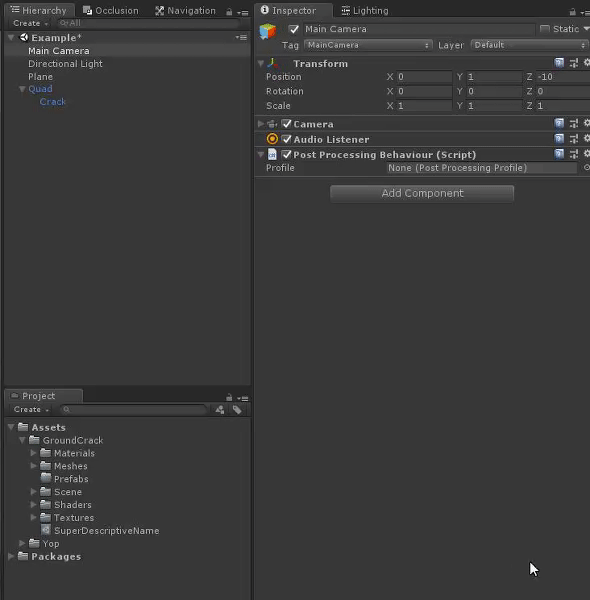 Hierarchy Occlusion Navigation
Create All
Example*
Main Camera
Directional Light
Plane
Quad
Crack
Project
Create
Assets
GroundCrack
Materials
Meshes
Prefabs
Scene
Shaders
Textures
SuperDescriptiveName
Yop
Packages
Inspector Lighting
Main Camera Static
Tag MainCamera Layer Default
Transform
Position X 0 Y 1 Z -10
Rotation X 0 Y 0 Z 0
Scale X 1 Y 1 Z 1
Camera
Audio Listener
Post Processing Behaviour (Script)
Profile None (Post Processing Profile)
Add Component